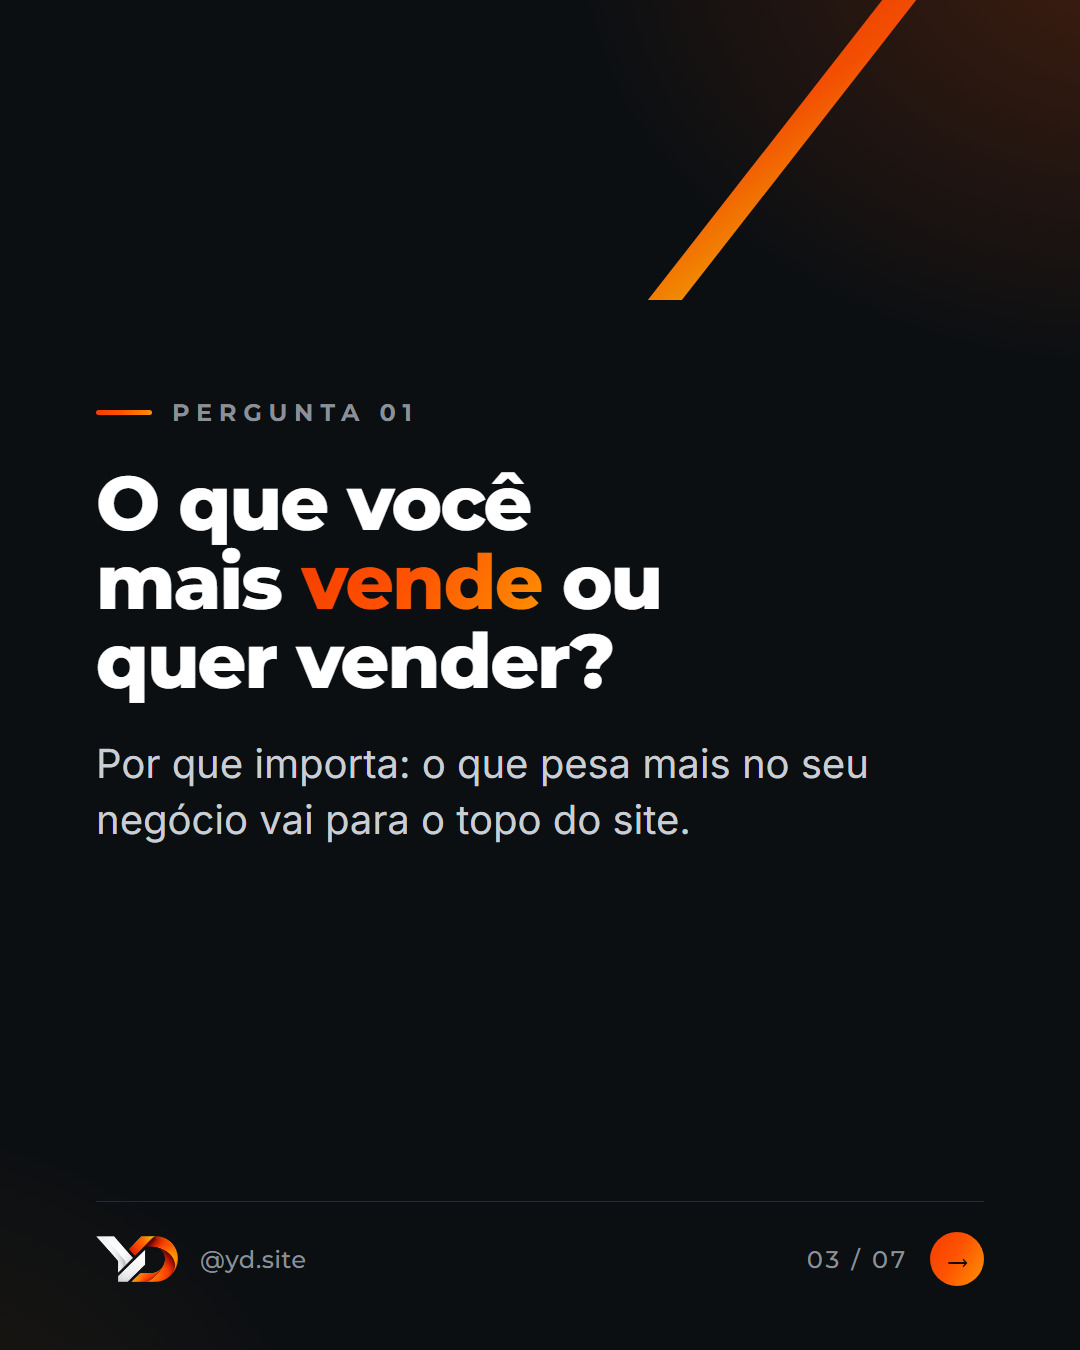 PERGUNTA 01
O que você
mais vende ou
quer vender?
Por que importa: o que pesa mais no seu
negócio vai para o topo do site.
YD @yd.site 03 / 07 →